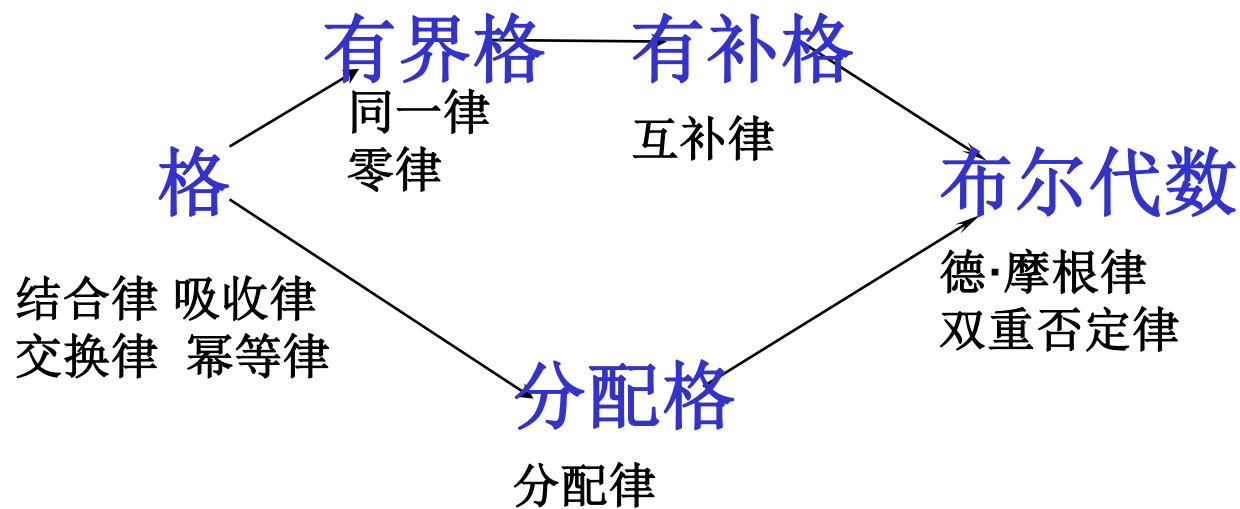 有界格
有补格
同一律
零律
互补律
格
布尔代数
结合律 吸收律
交换律 幂等律
德·摩根律
双重否定律
分配格
分配律